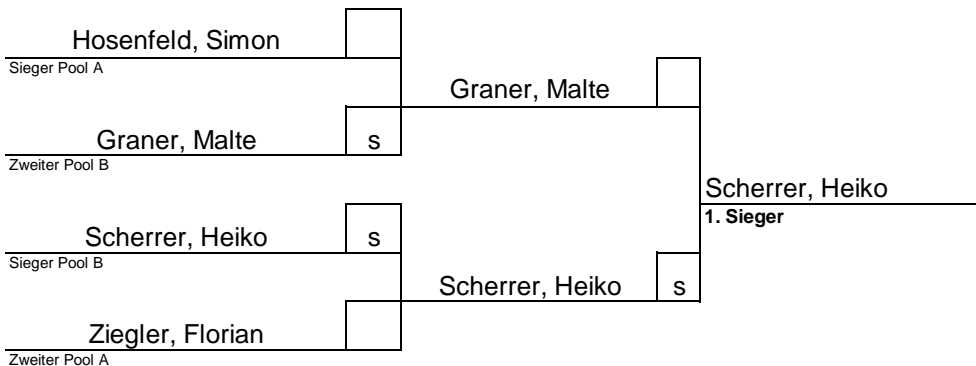 Hosenfeld, Simon
Sieger Pool A
Graner, Malte
Graner, Malte s
Zweiter Pool B
Scherrer, Heiko
1. Sieger
Scherrer, Heiko s
Sieger Pool B
Scherrer, Heiko s
Ziegler, Florian
Zweiter Pool A